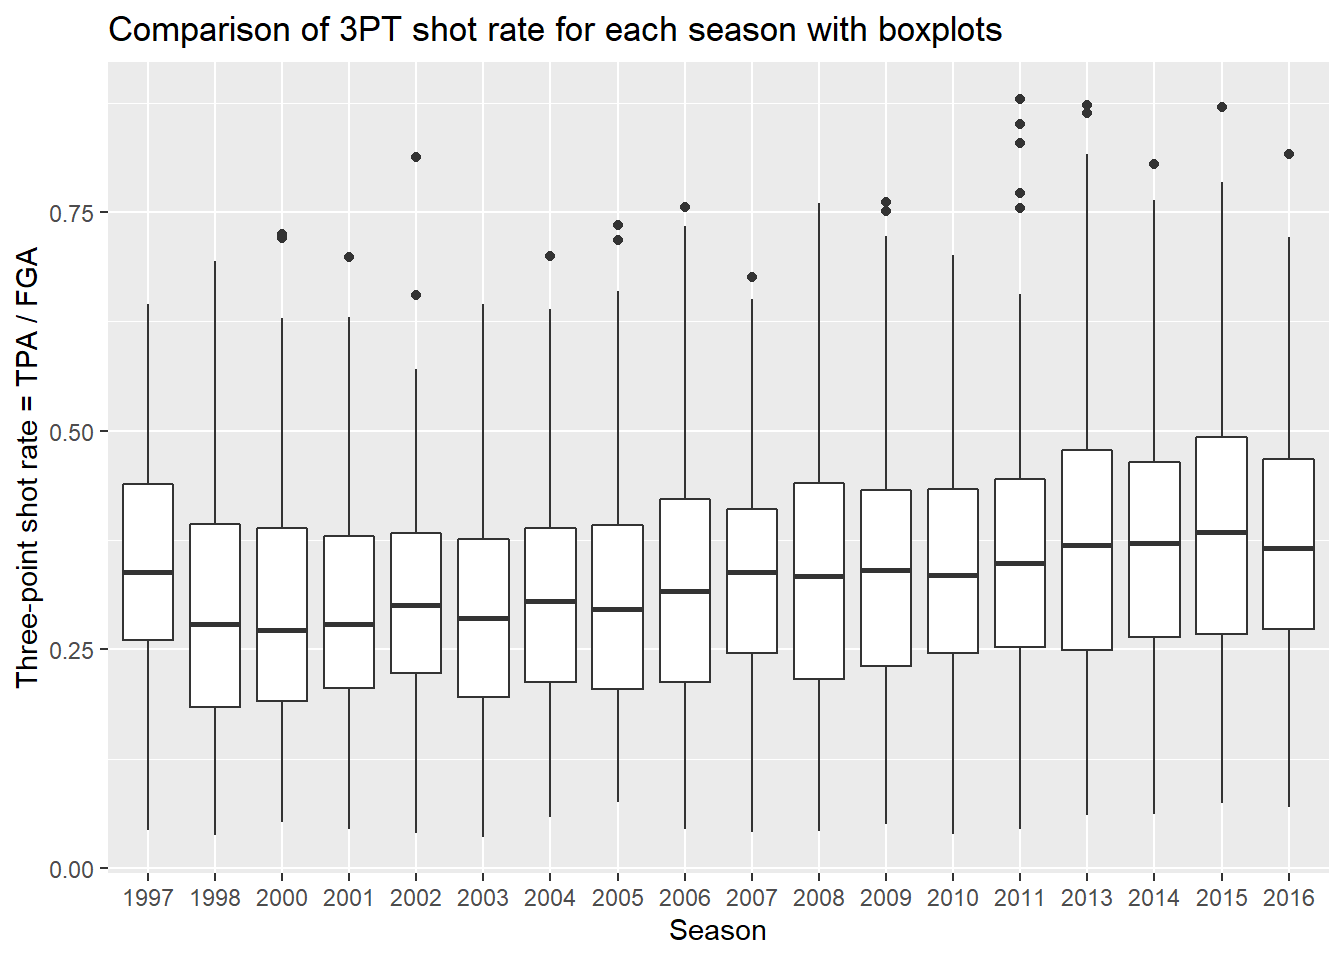 Comparison of 3PT shot rate for each season with boxplots
Three-point shot rate = TPA / FGA
0.75
0.50
0.25
0.00
1997 1998 2000 2001 2002 2003 2004 2005 2006 2007 2008 2009 2010 2011 2013 2014 2015 2016
Season